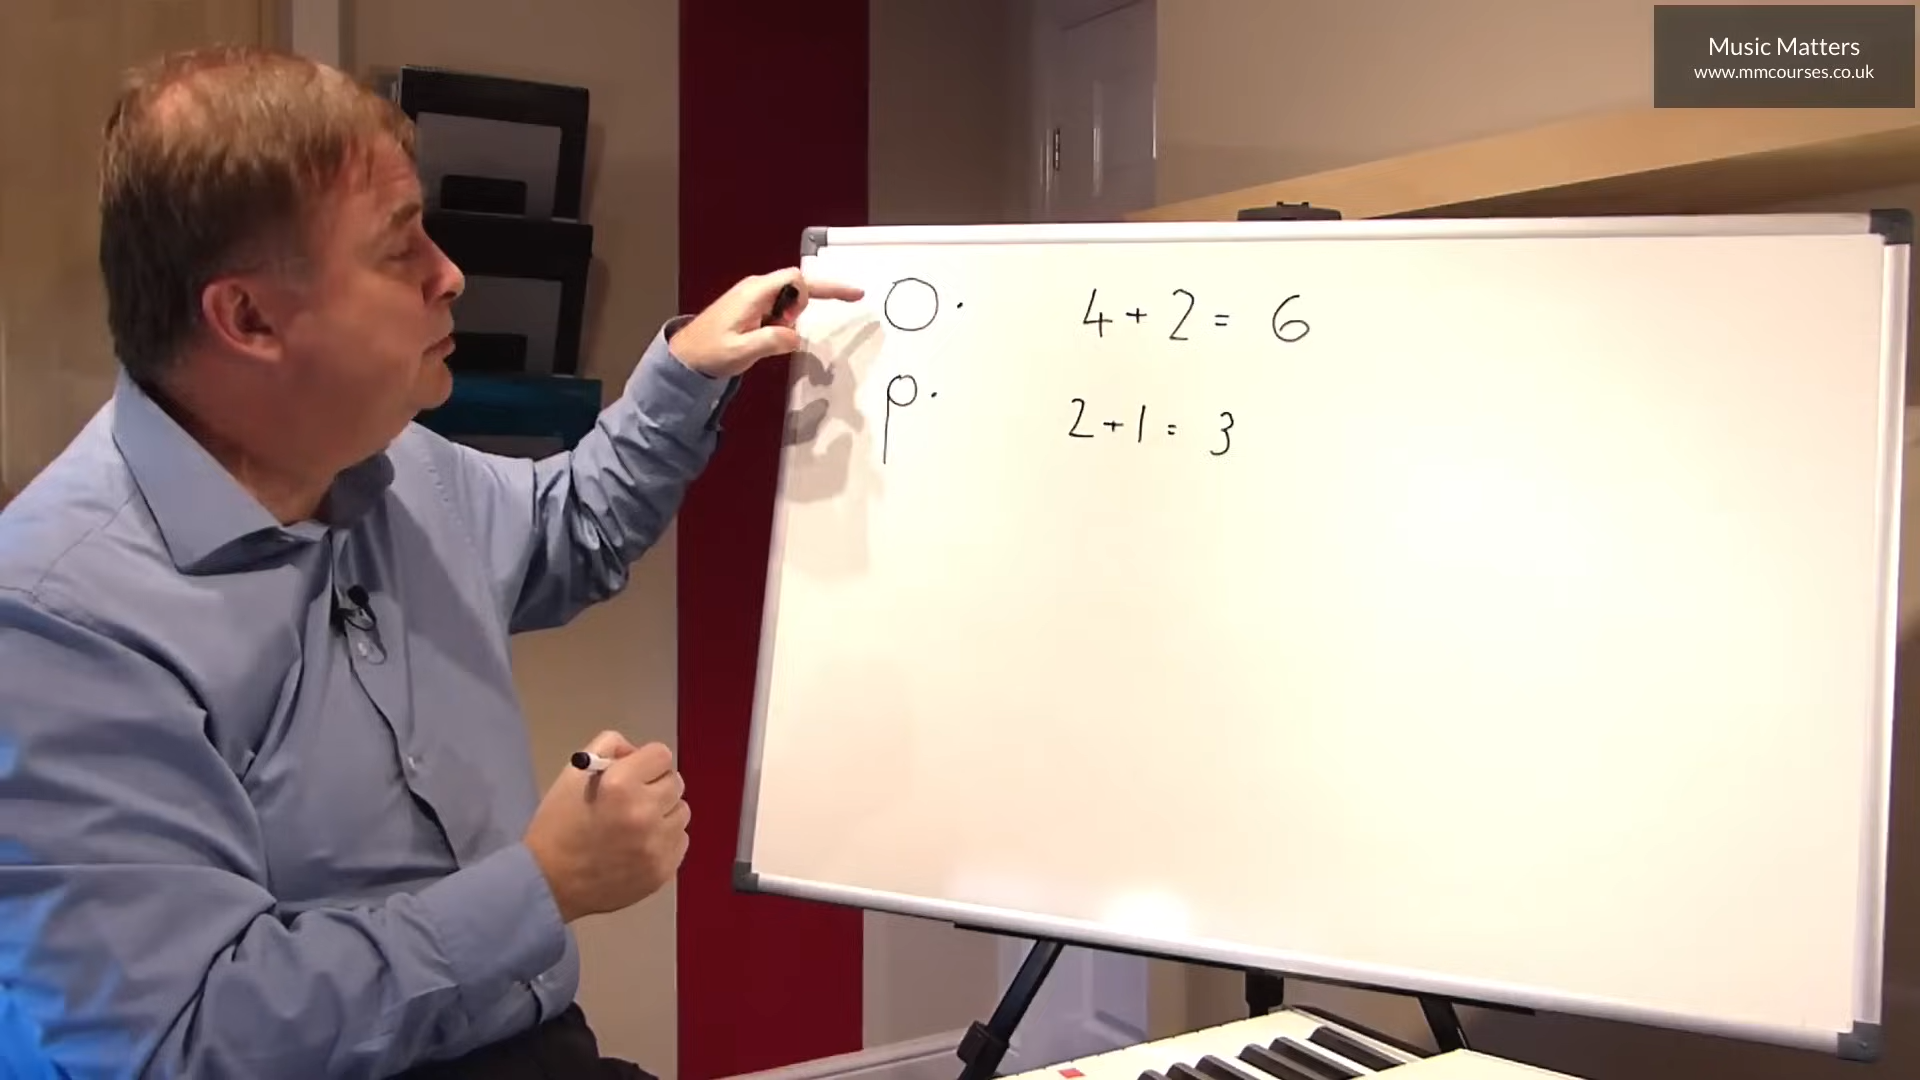 Music Matters
www.mmcourses.co.uk
4 + 2 = 6
2 + 1 = 3